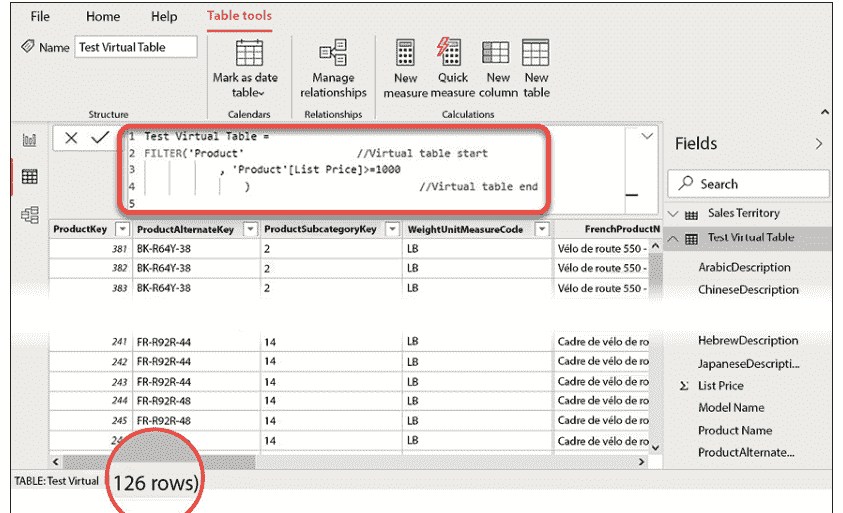 File Home Help Table tools
Name Test Virtual Table
Mark as date
table
Manage
relationships
New
measure
Quick
measure
New
column
New
table
Structure Calendars Relationships Calculations
1 Test Virtual Table =
2 FILTER('Product' //Virtual table start
3 , 'Product'[List Price]>=1000
4 ) //Virtual table end
5
Fields
Search
Sales Territory
Test Virtual Table
ArabicDescription
ChineseDescription
HebrewDescription
JapaneseDescripti...
Σ List Price
Model Name
Product Name
ProductAlternate...
ProductKey ProductAlternateKey ProductSubcategoryKey WeightUnitMeasureCode FrenchProductN
381 BK-R64Y-38 2 LB Vélo de route 550 -
382 BK-R64Y-38 2 LB Vélo de route 550 -
383 BK-R64Y-38 2 LB Vélo de route 550 -
241 FR-R92R-44 14 LB Cadre de vélo de ro
242 FR-R92R-44 14 LB Cadre de vélo de ro
243 FR-R92R-44 14 LB Cadre de vélo de ro
244 FR-R92R-48 14 LB Cadre de vélo de ro
245 FR-R92R-48 14 LB Cadre de vélo de ro
14 LB Cadre de vélo de ro
TABLE: Test Virtual 126 rows)